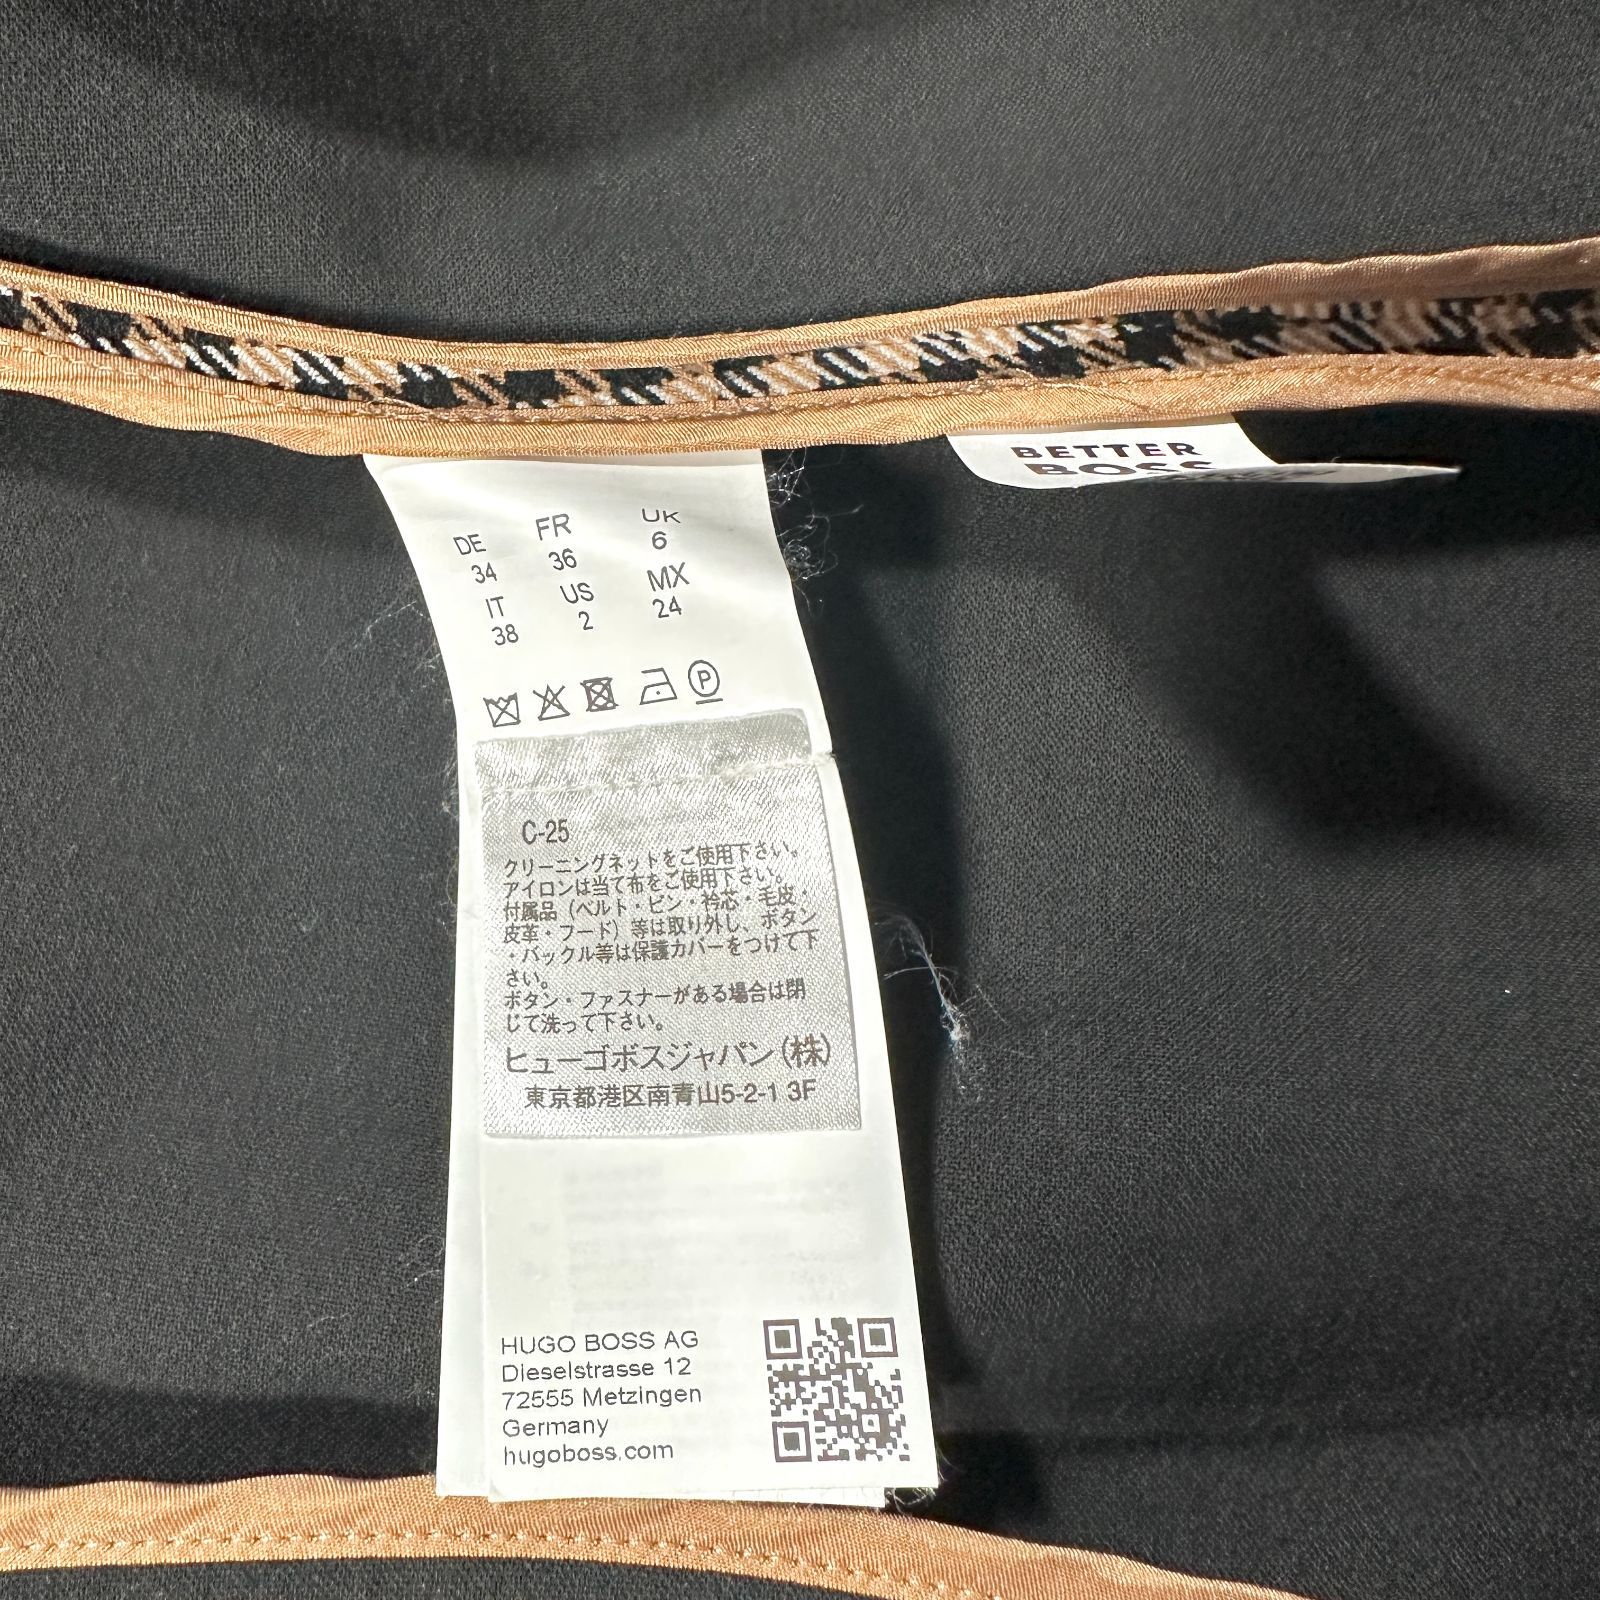 BETTER
BOSS
DE FR UK
34 36 6
IT US MX
38 2 24
P
C-25
クリーニングネットをご使用下さい。
アイロンは当て布をご使用下さい。
付属品（ベルト・ピン・衿芯・毛皮・
皮革・フード）等は取り外し、ボタン
・バックル等は保護カバーをつけて下
さい。
ボタン・ファスナーがある場合は閉
じて洗って下さい。
ヒューゴボスジャパン（株）
東京都港区南青山5-2-1 3F
HUGO BOSS AG
Dieselstrasse 12
72555 Metzingen
Germany
hugoboss.com